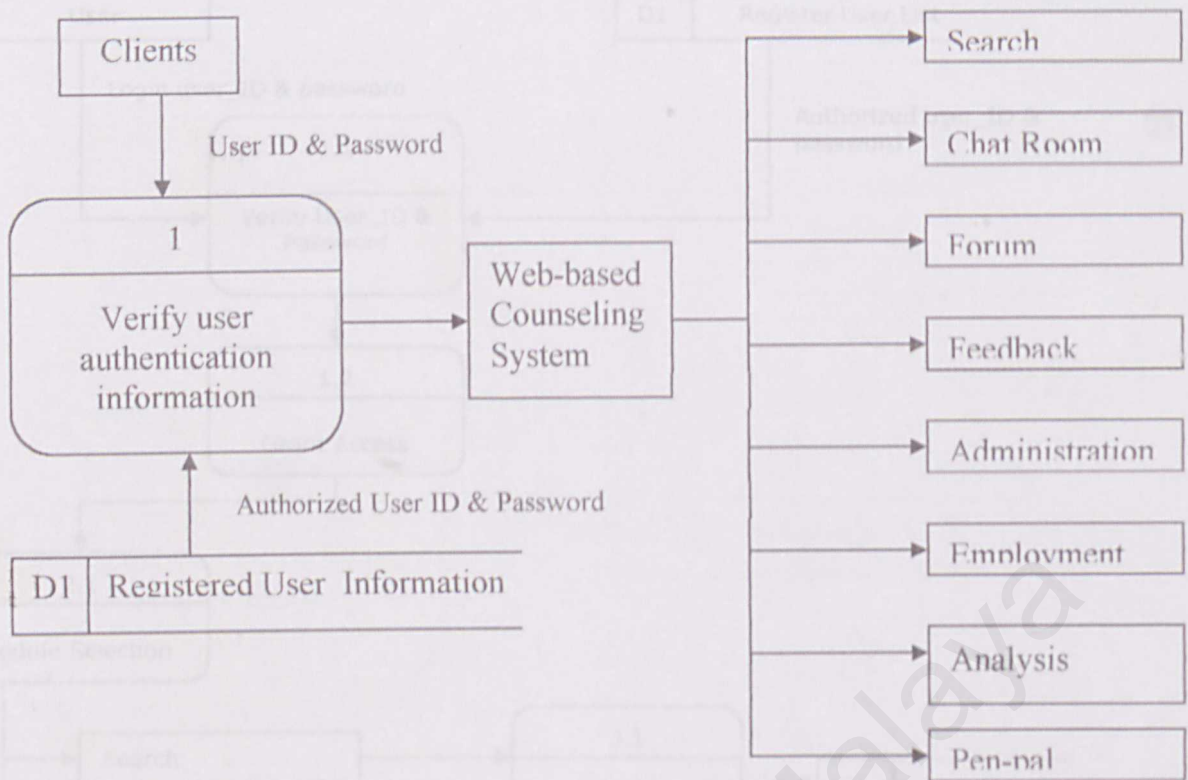 Clients
User ID & Password
1
Verify user
authentication
information
Authorized User ID & Password
D1 Registered User Information
Web-based
Counseling
System
Search
Chat Room
Forum
Feedback
Administration
Employment
Analysis
Pen-pal
Malaya